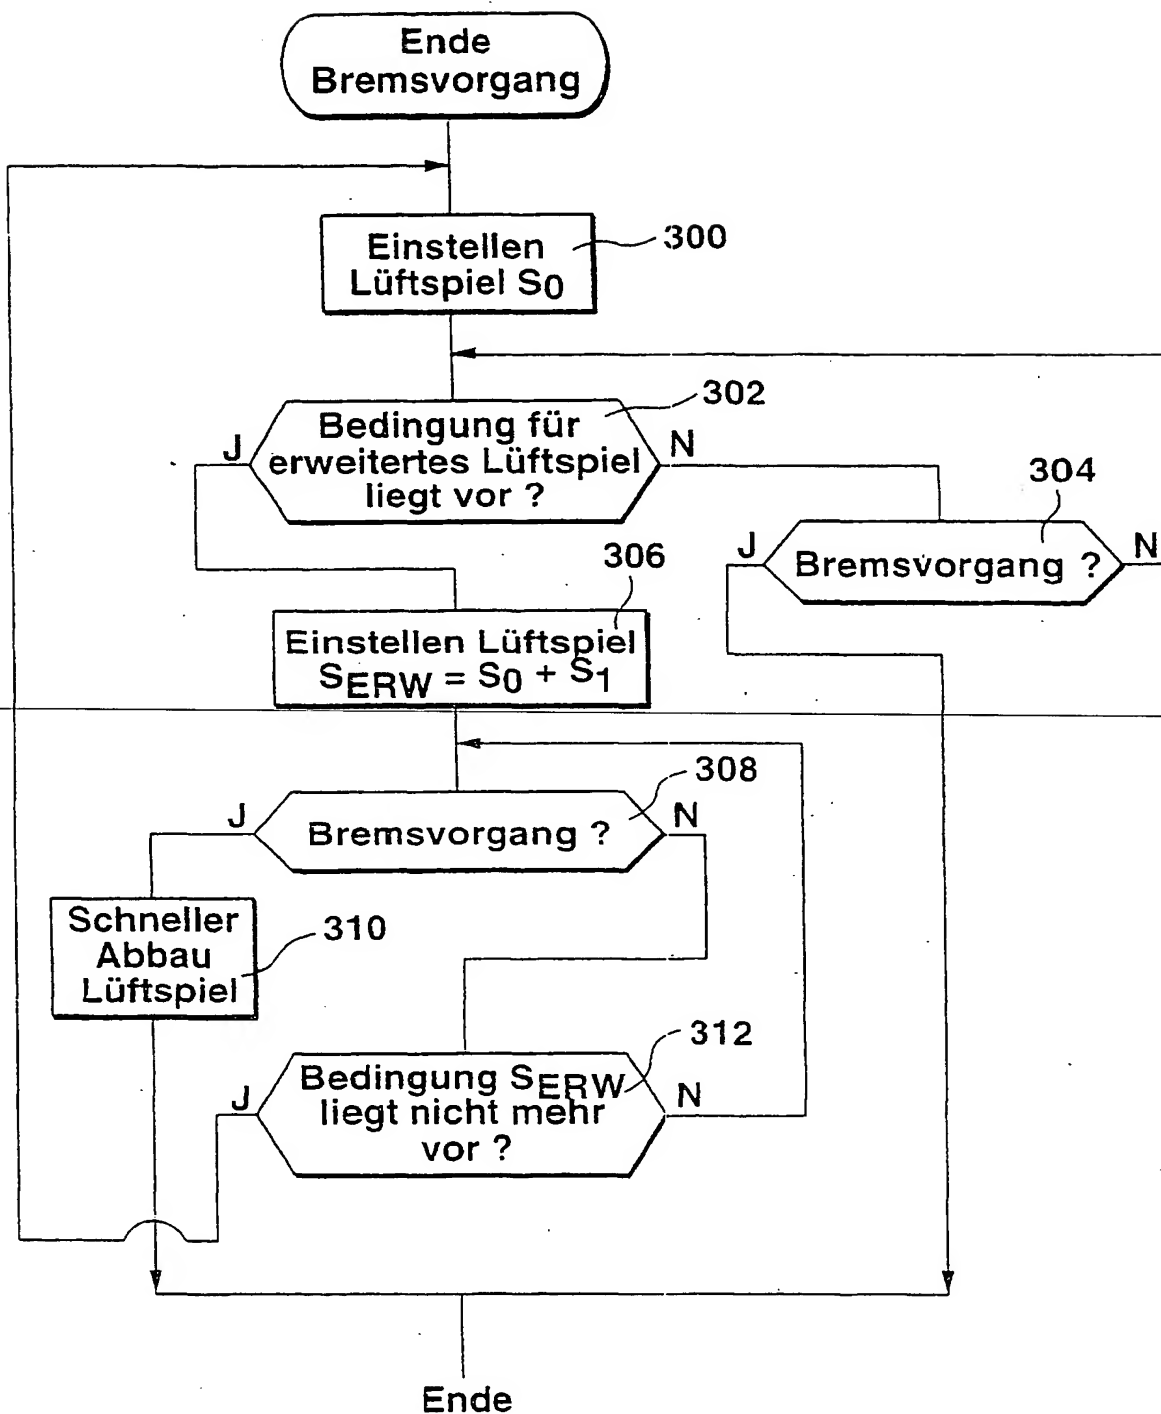 Ende
Bremsvorgang
Einstellen
Lüftspiel S0
300
302
Bedingung für
erweitertes Lüftspiel
liegt vor ?
J
N
304
Bremsvorgang ?
J
N
306
Einstellen Lüftspiel
SERW = S0 + S1
308
Bremsvorgang ?
J
N
Schneller
Abbau
Lüftspiel
310
312
Bedingung SERW
liegt nicht mehr
vor ?
J
N
Ende